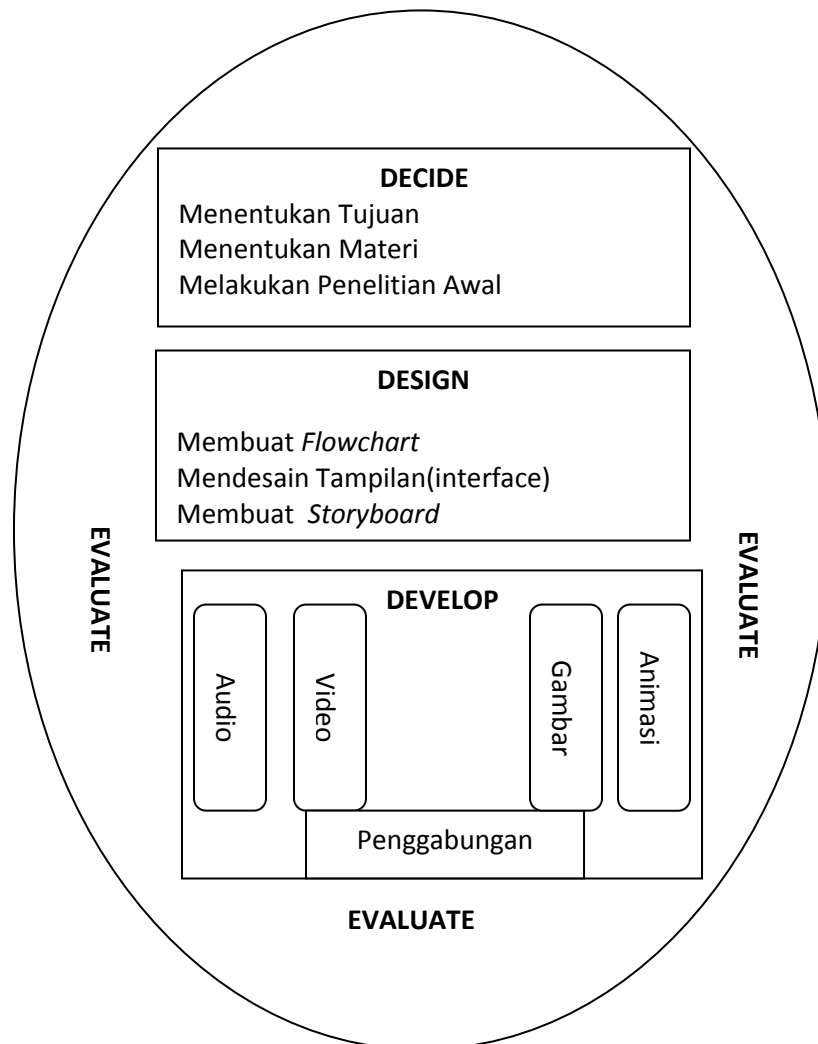 DECIDE
Menentukan Tujuan
Menentukan Materi
Melakukan Penelitian Awal
DESIGN
Membuat Flowchart
Mendesain Tampilan(interface)
Membuat Storyboard
EVALUATE
EVALUATE
DEVELOP
Audio
Video
Gambar
Animasi
Penggabungan
EVALUATE